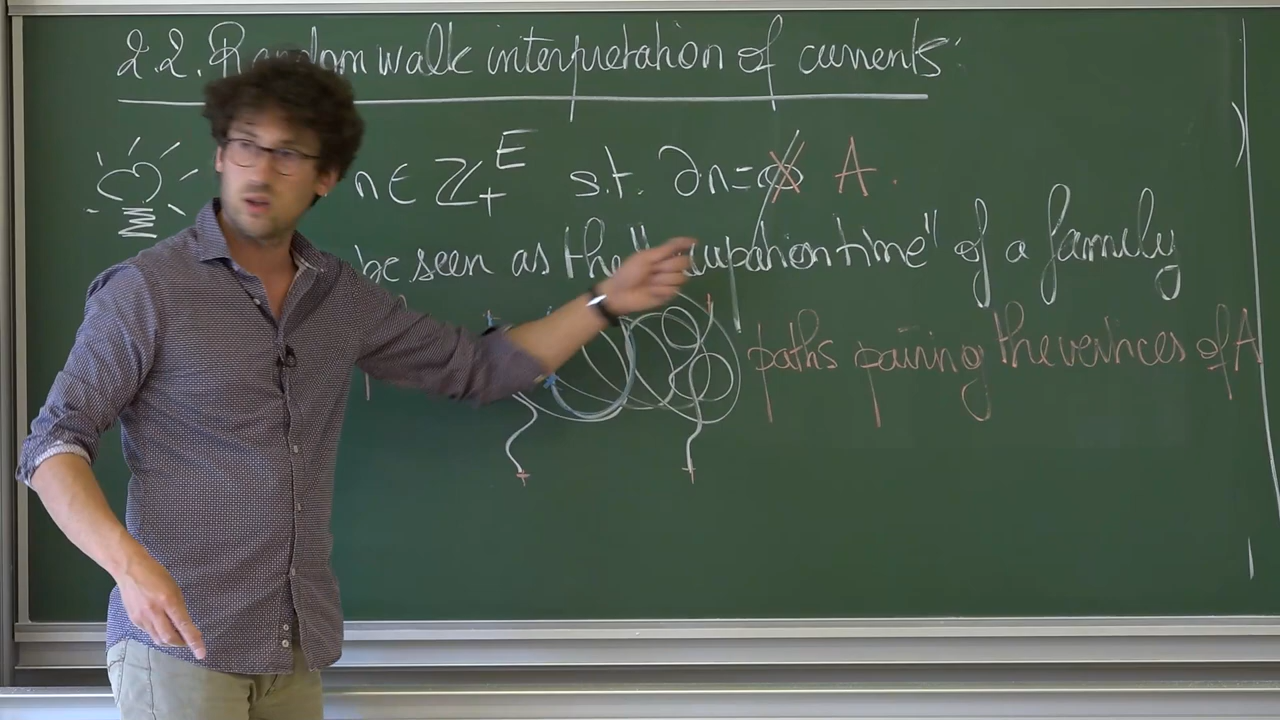 2.2. Random walk interpretation of currents:
n ∈ ℤ₊^E s.t. ∂n = ∅ A.
be seen as the "occupation time" of a family
paths pairing the vertices of A